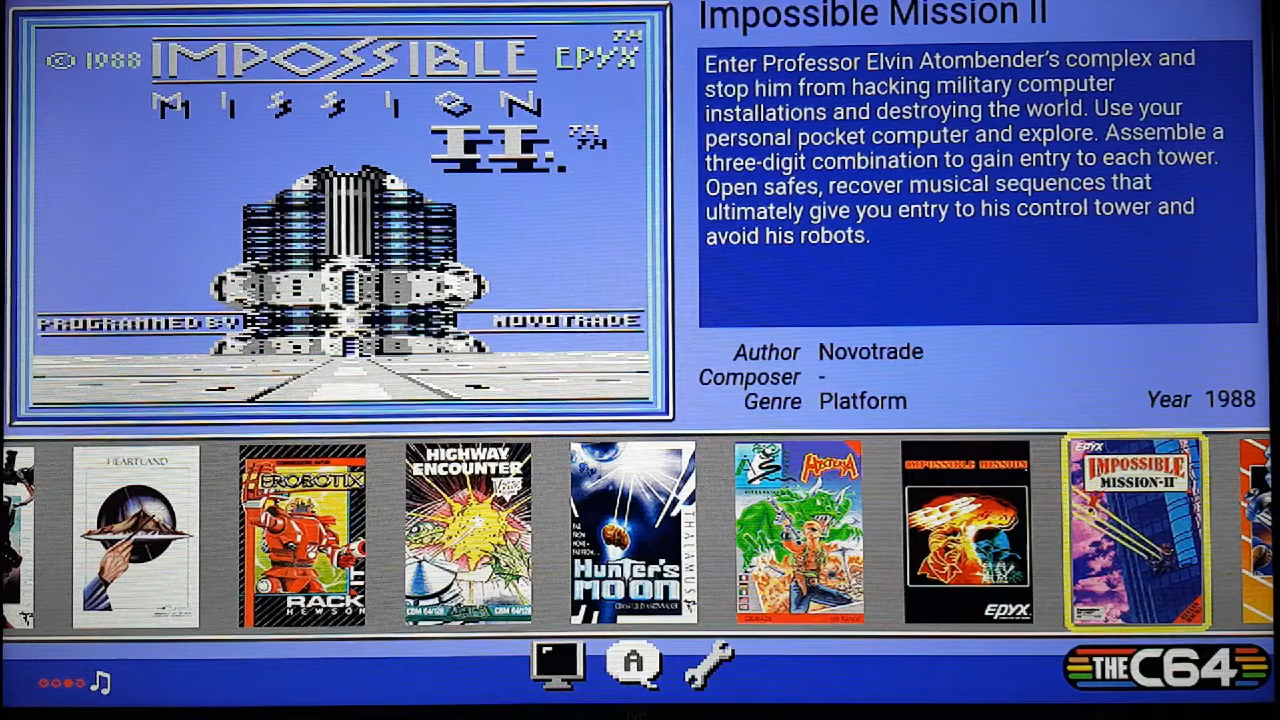 Impossible Mission II
© 1988 IMPOSSIBLE EPYX TM
MISSION
II. TM
PROGRAMMED BY NOVOTRADE
Enter Professor Elvin Atombender's complex and
stop him from hacking military computer
installations and destroying the world. Use your
personal pocket computer and explore. Assemble a
three-digit combination to gain entry to each tower.
Open safes, recover musical sequences that
ultimately give you entry to his control tower and
avoid his robots.
Author Novotrade
Composer -
Genre Platform
Year 1988
HEARTLAND
RACK
HEWSON
HIGHWAY
ENCOUNTER
CBM 64/128
THALAMUS
Hunter's
moon
IMPOSSIBLE MISSION
EPYX
EPYX
IMPOSSIBLE
MISSION-II
A
THE C64